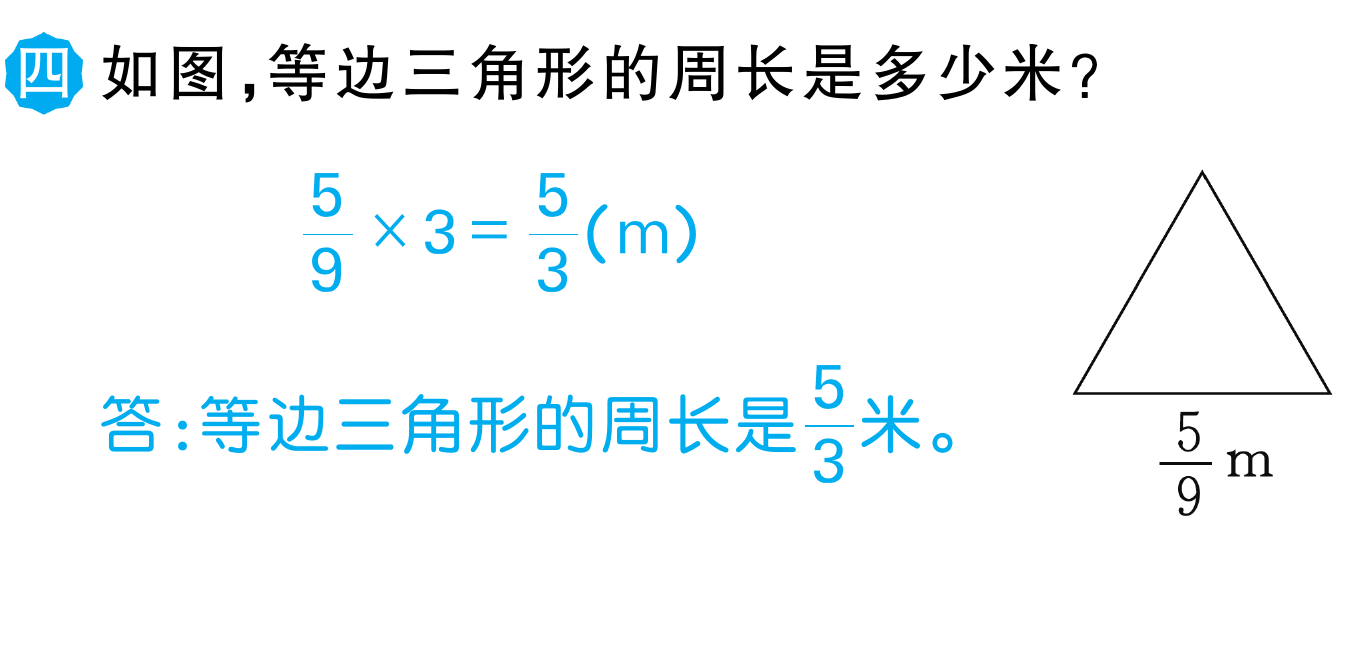 四 如图,等边三角形的周长是多少米?
5/9 × 3 = 5/3 (m)
答:等边三角形的周长是5/3米。
5/9 m